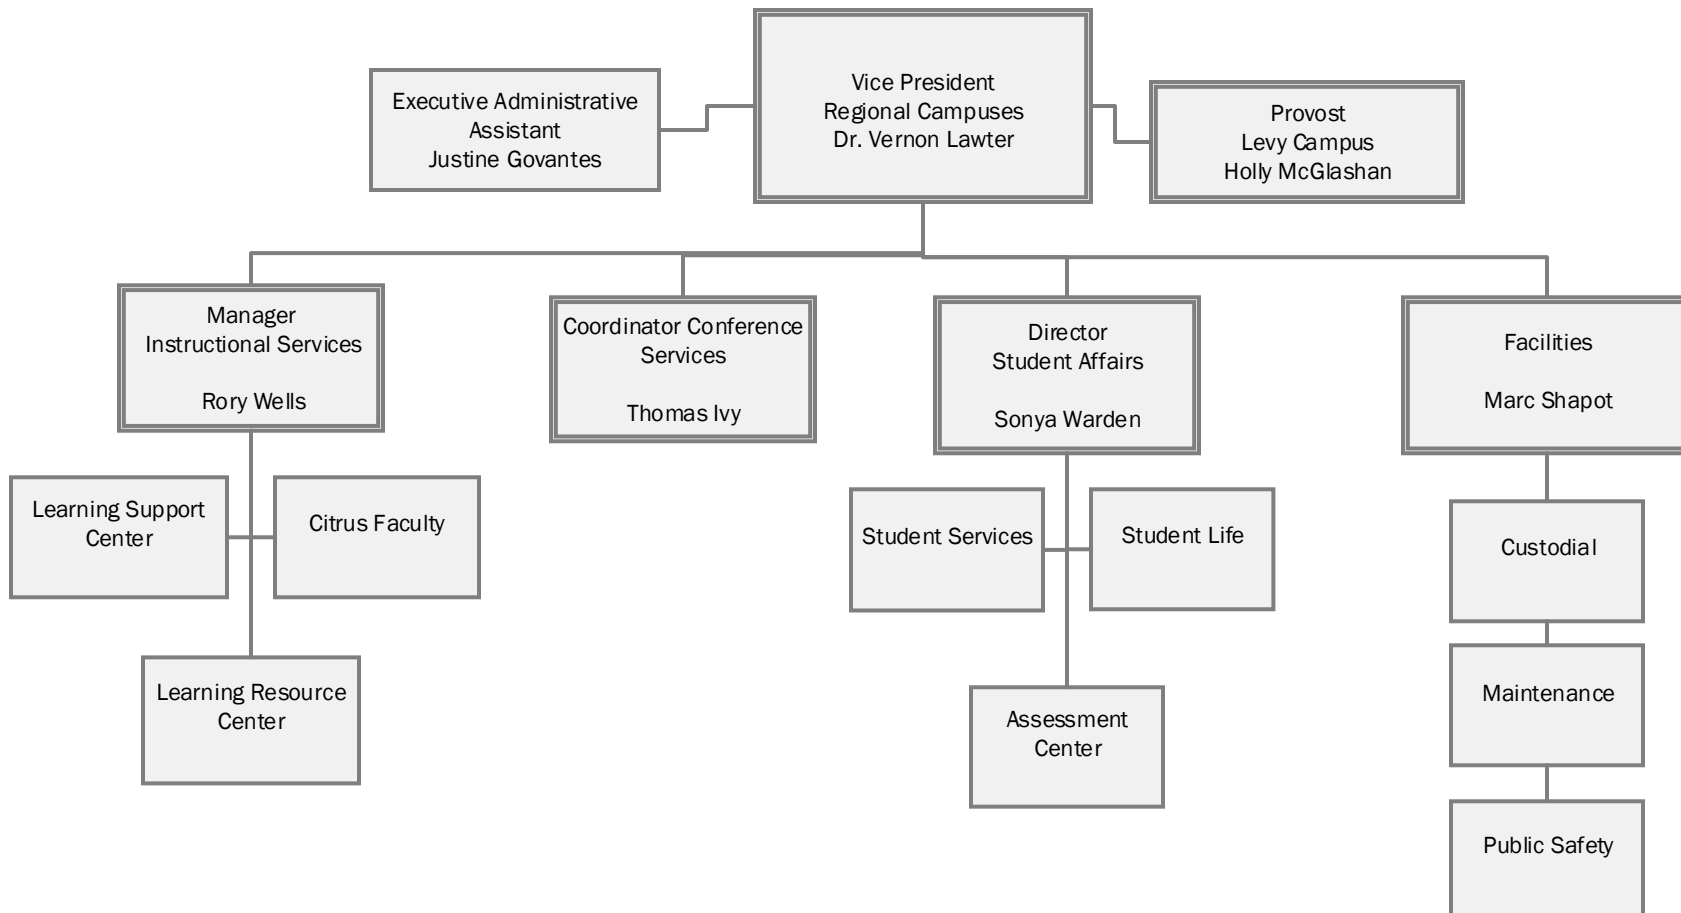 Vice President
Regional Campuses
Dr. Vernon Lawter
Executive Administrative
Assistant
Justine Govantes
Provost
Levy Campus
Holly McGlashan
Manager
Instructional Services
Rory Wells
Coordinator Conference
Services
Thomas Ivy
Director
Student Affairs
Sonya Warden
Facilities
Marc Shapot
Learning Support
Center
Citrus Faculty
Learning Resource
Center
Student Services
Student Life
Assessment
Center
Custodial
Maintenance
Public Safety